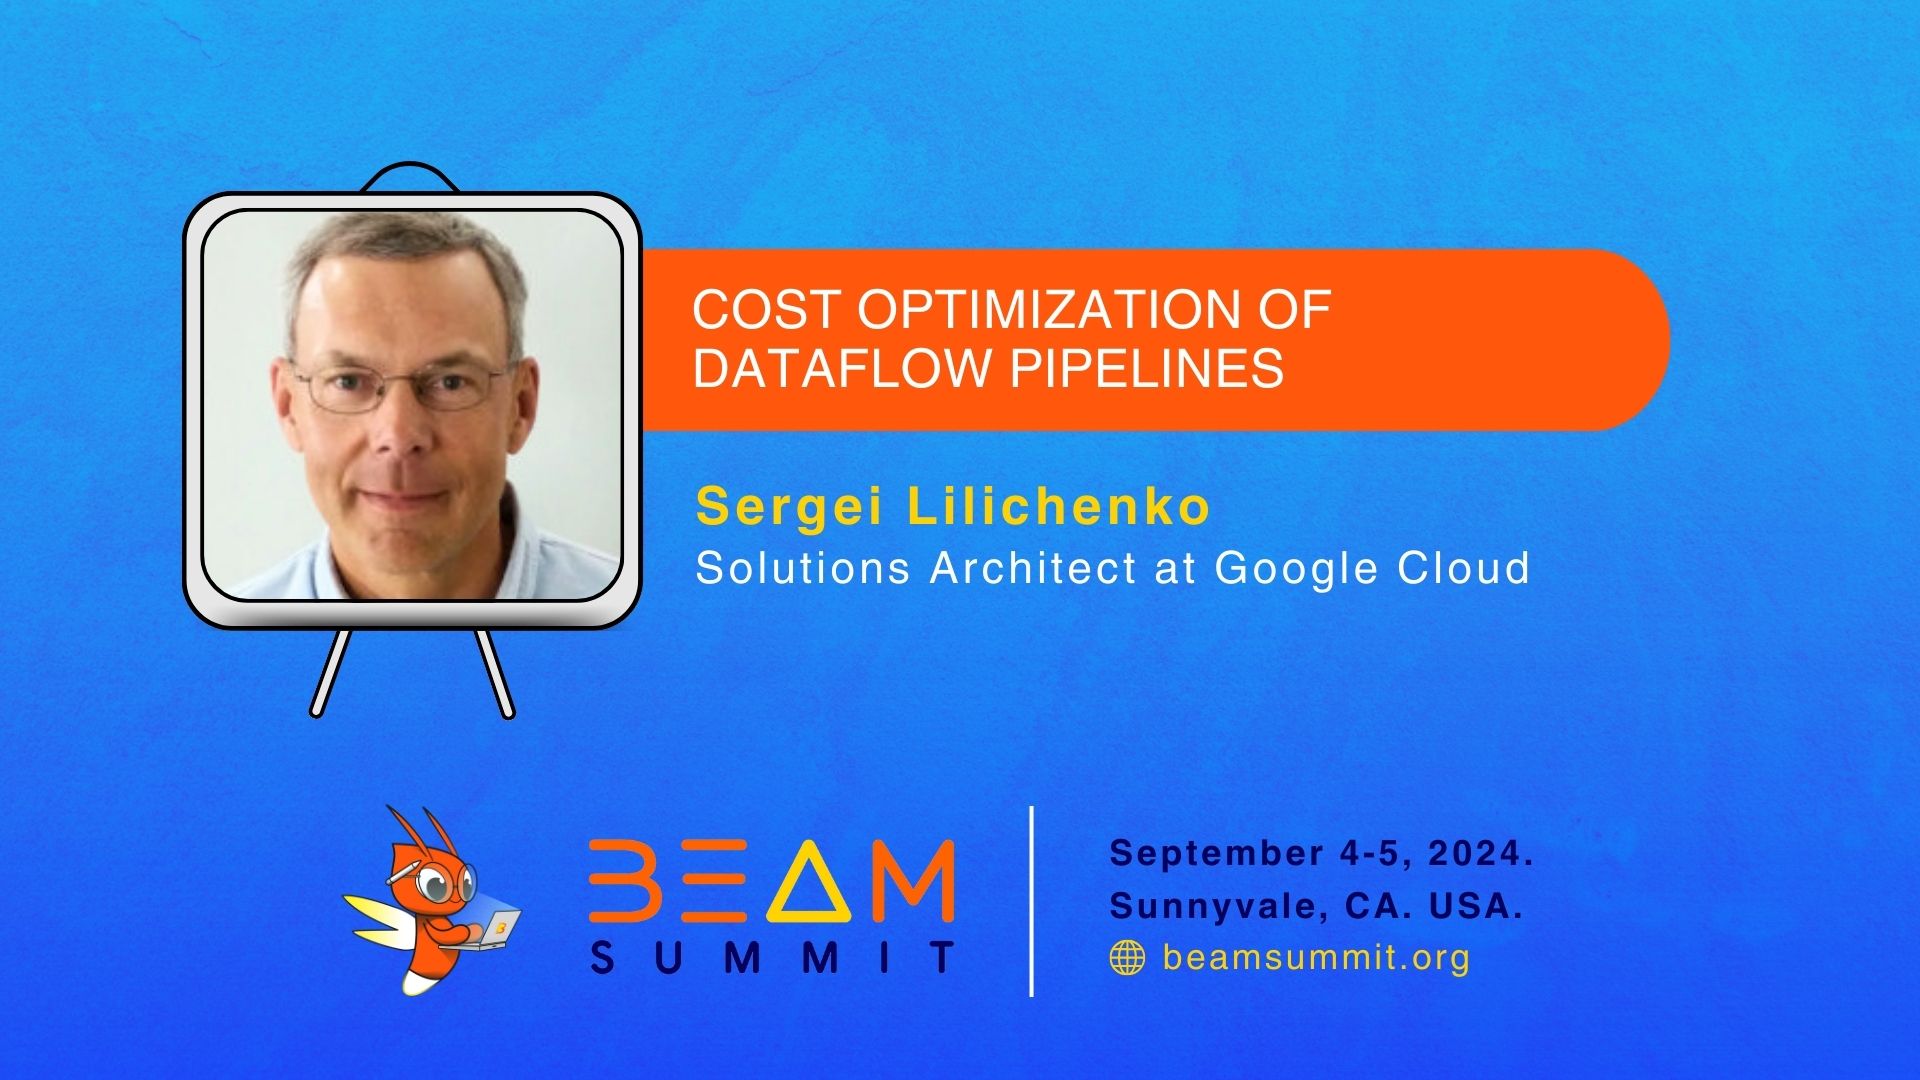 COST OPTIMIZATION OF
DATAFLOW PIPELINES
Sergei Lilichenko
Solutions Architect at Google Cloud
BEAM
SUMMIT
September 4-5, 2024.
Sunnyvale, CA. USA.
beamsummit.org